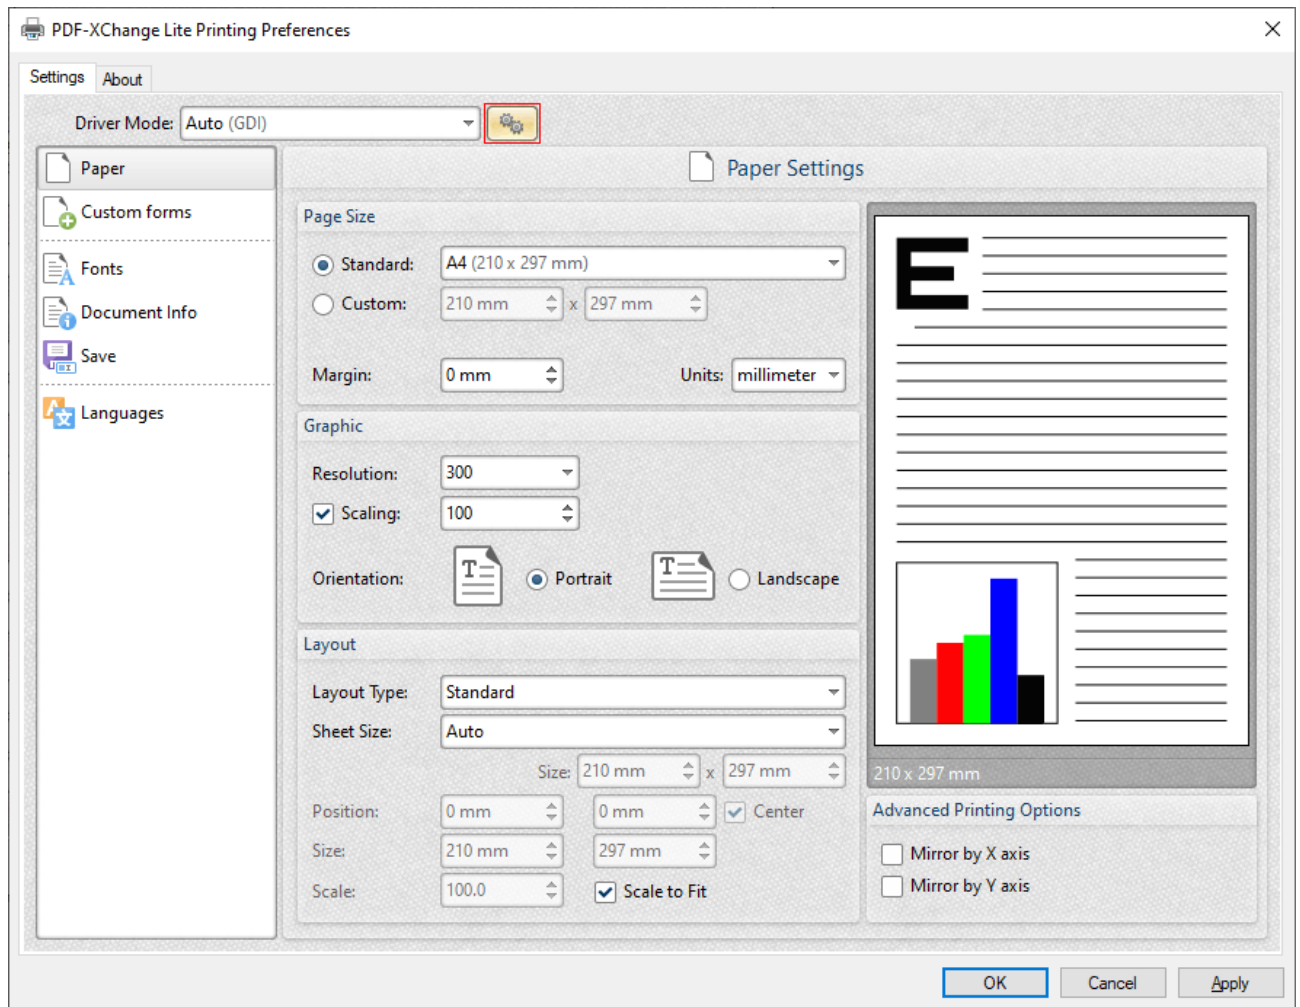 PDF-XChange Lite Printing Preferences
Settings About
Driver Mode: Auto (GDI)
Paper
Custom forms
Fonts
Document Info
Save
Languages
Paper Settings
Page Size
Standard: A4 (210 x 297 mm)
Custom: 210 mm x 297 mm
Margin: 0 mm Units: millimeter
Graphic
Resolution: 300
Scaling: 100
Orientation: T Portrait T Landscape
Layout
Layout Type: Standard
Sheet Size: Auto
Size: 210 mm x 297 mm
Position: 0 mm 0 mm Center
Size: 210 mm 297 mm
Scale: 100.0 Scale to Fit
E
210 x 297 mm
Advanced Printing Options
Mirror by X axis
Mirror by Y axis
OK Cancel Apply